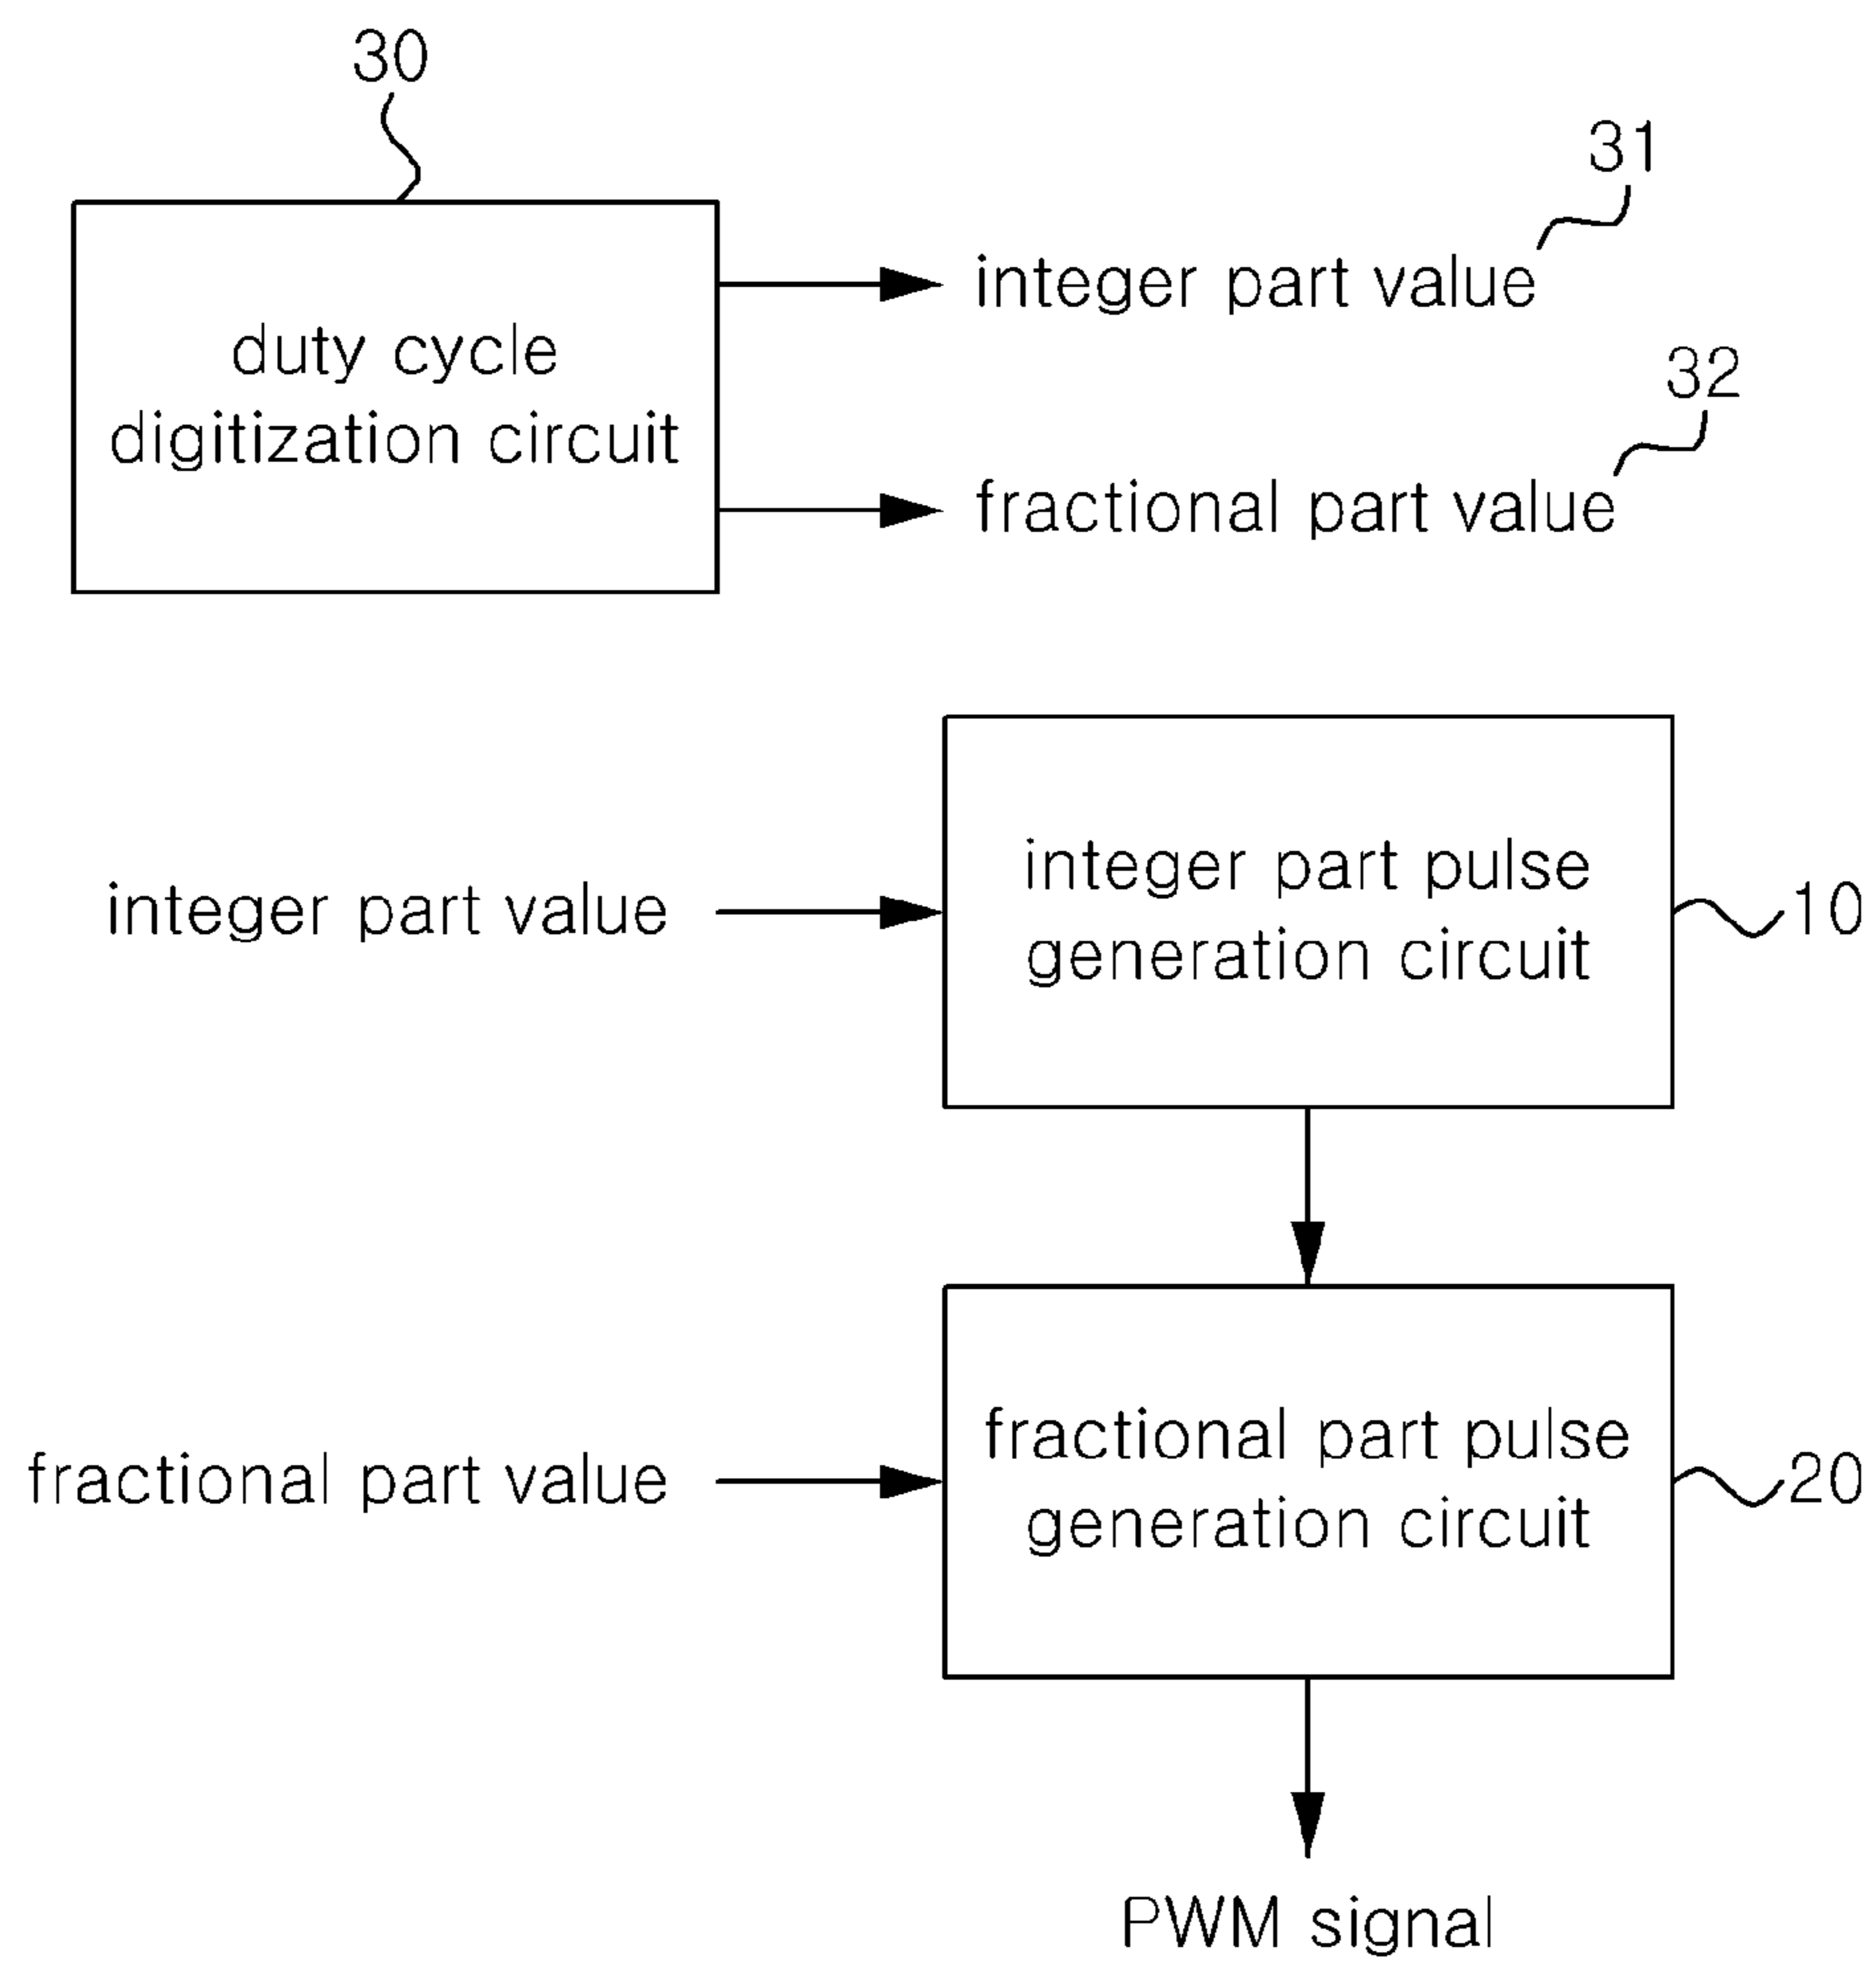 30
31
integer part value
duty cycle
digitization circuit
32
fractional part value
integer part pulse
generation circuit
integer part value
10
fractional part pulse
generation circuit
fractional part value
20
PWM signal